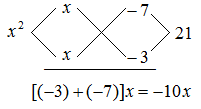 x −7
x² 21
x −3
[(−3)+(−7)]x=−10x